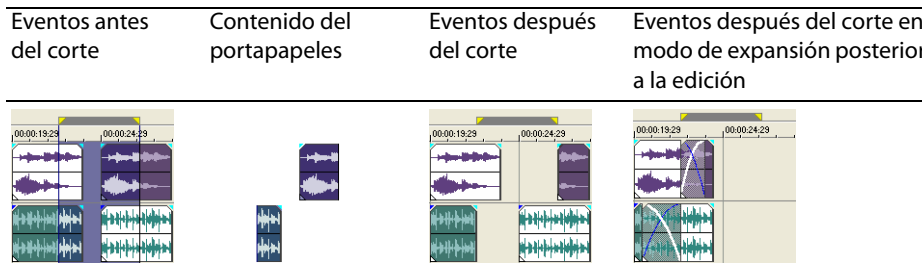 Eventos antes
del corte
Contenido del
portapapeles
Eventos después
del corte
Eventos después del corte en
modo de expansión posterior
a la edición
00:00:19:29 00:00:24:29
00:00:19:29 00:00:24:29
00:00:19:29 00:00:24:29